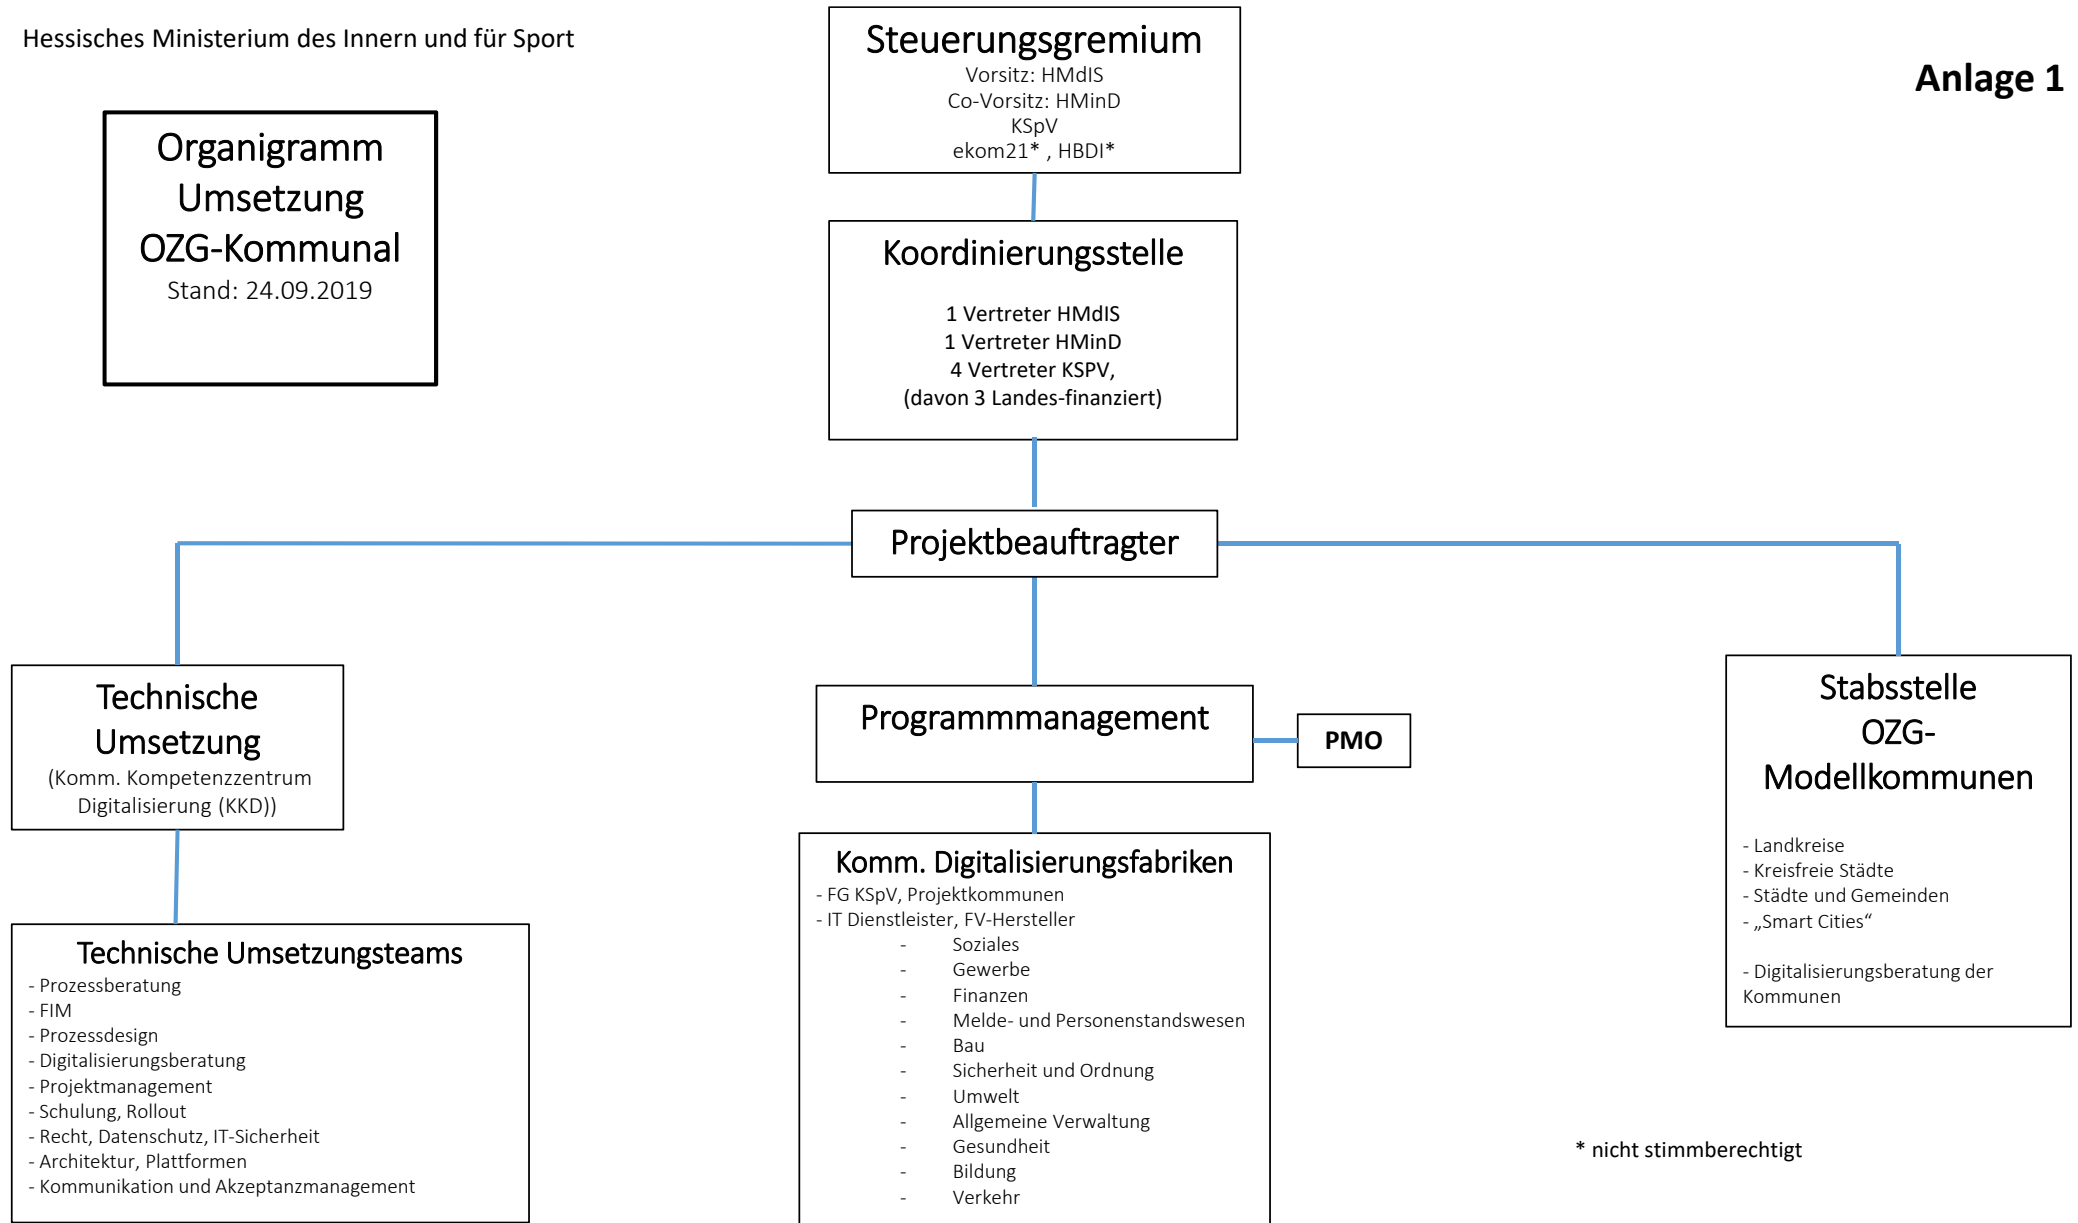 Hessisches Ministerium des Innern und für Sport
Anlage 1
Organigramm
Umsetzung
OZG-Kommunal
Stand: 24.09.2019
Steuerungsgremium
Vorsitz: HMdIS
Co-Vorsitz: HMinD
KSpV
ekom21* , HBDI*
Koordinierungsstelle
1 Vertreter HMdIS
1 Vertreter HMinD
4 Vertreter KSPV,
(davon 3 Landes-finanziert)
Projektbeauftragter
Technische
Umsetzung
(Komm. Kompetenzzentrum
Digitalisierung (KKD))
Technische Umsetzungsteams
- Prozessberatung
- FIM
- Prozessdesign
- Digitalisierungsberatung
- Projektmanagement
- Schulung, Rollout
- Recht, Datenschutz, IT-Sicherheit
- Architektur, Plattformen
- Kommunikation und Akzeptanzmanagement
Programmmanagement
PMO
Komm. Digitalisierungsfabriken
- FG KSpV, Projektkommunen
- IT Dienstleister, FV-Hersteller
- Soziales
- Gewerbe
- Finanzen
- Melde- und Personenstandswesen
- Bau
- Sicherheit und Ordnung
- Umwelt
- Allgemeine Verwaltung
- Gesundheit
- Bildung
- Verkehr
Stabsstelle
OZG-
Modellkommunen
- Landkreise
- Kreisfreie Städte
- Städte und Gemeinden
- „Smart Cities“
- Digitalisierungsberatung der
Kommunen
* nicht stimmberechtigt